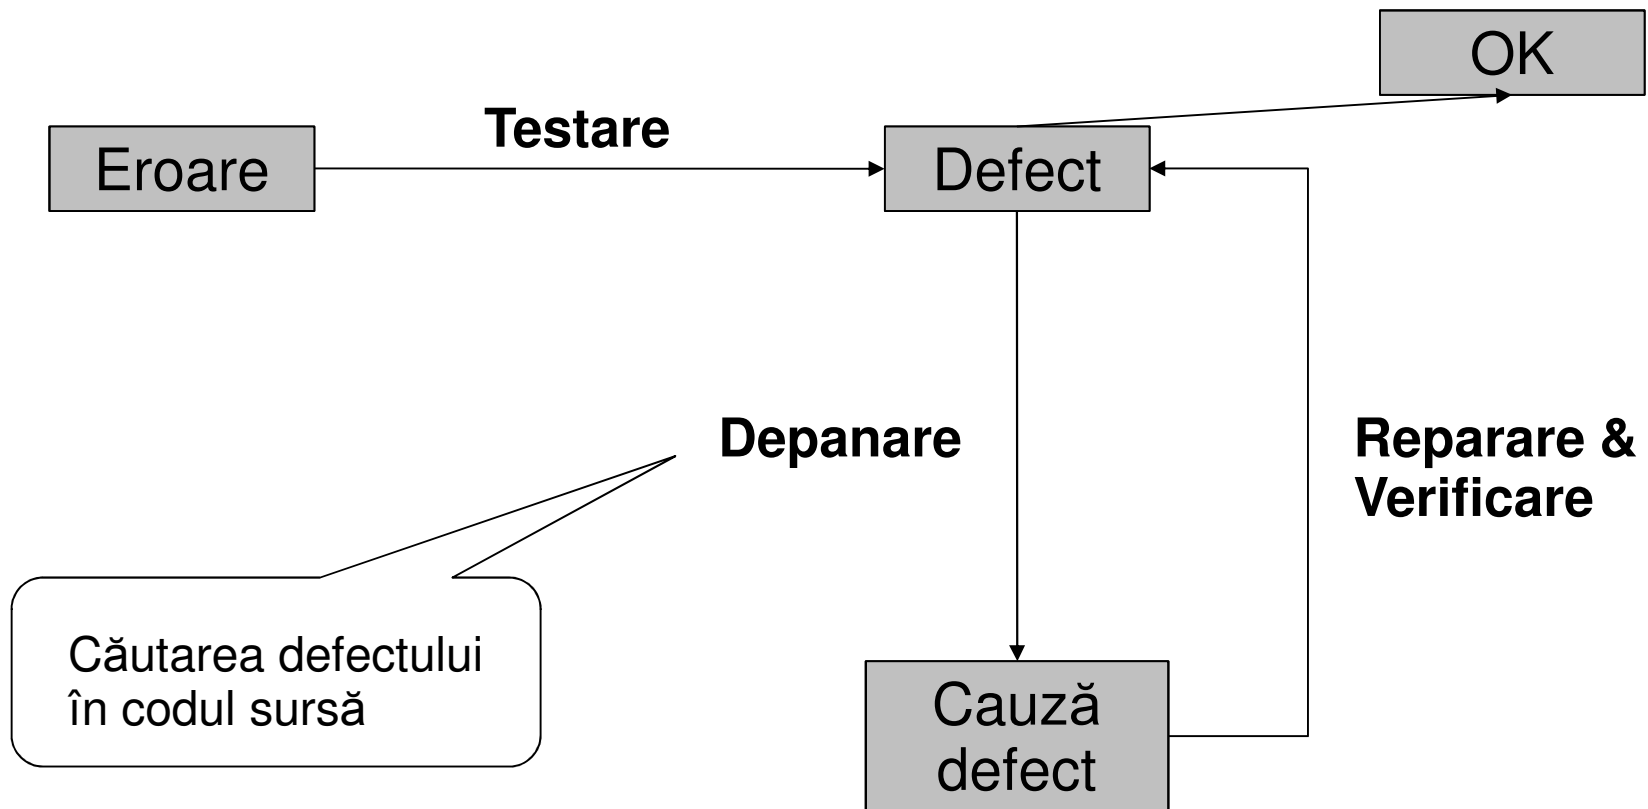 OK
Testare
Eroare
Defect
Depanare
Reparare &
Verificare
Căutarea defectului
în codul sursă
Cauză
defect